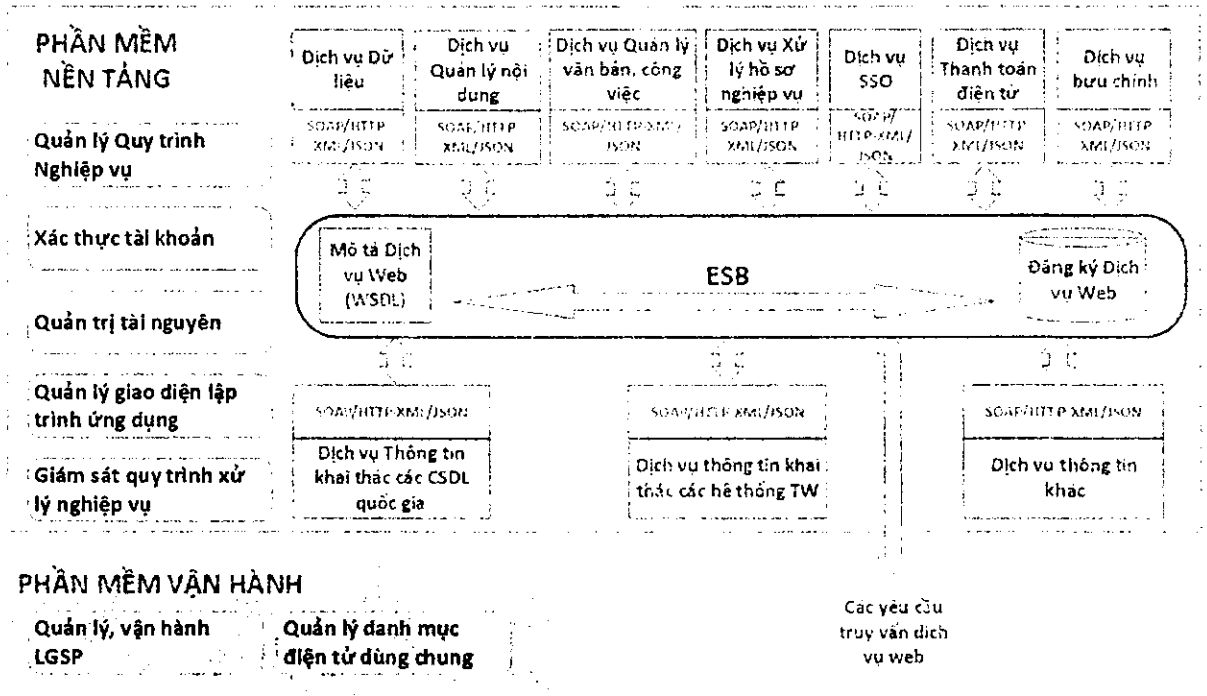 PHẦN MỀM
NỀN TẢNG
Quản lý Quy trình
Nghiệp vụ
Xác thực tài khoản
Quản trị tài nguyên
Quản lý giao diện lập
trình ứng dụng
Giám sát quy trình xử
lý nghiệp vụ
Dịch vụ Dữ
liệu
SOAP/HTTP
XML/JSON
Dịch vụ
Quản lý nội
dung
SOAP/HTTP
XML/JSON
Dịch vụ Quản lý
văn bản, công
việc
SOAP/HTTP-XML/
JSON
Dịch vụ Xử
lý hồ sơ
nghiệp vụ
SOAP/HTTP
XML/JSON
Dịch vụ
SSO
SOAP/
HTTP-XML/
JSON
Dịch vụ
Thanh toán
điện tử
SOAP/HTTP
XML/JSON
Dịch vụ
bưu chính
SOAP/HTTP
XML/JSON
Mô tả Dịch
vụ Web
(WSDL)
ESB
Đăng ký Dịch
vụ Web
SOAP/HTTP-XML/JSON
Dịch vụ Thông tin
khai thác các CSDL
quốc gia
SOAP/HTTP-XML/JSON
Dịch vụ thông tin khai
thác các hệ thống TW
SOAP/HTTP XML/JSON
Dịch vụ thông tin
khác
PHẦN MỀM VẬN HÀNH
Quản lý, vận hành
LGSP
Quản lý danh mục
điện tử dùng chung
Các yêu cầu
truy vấn dịch
vụ web